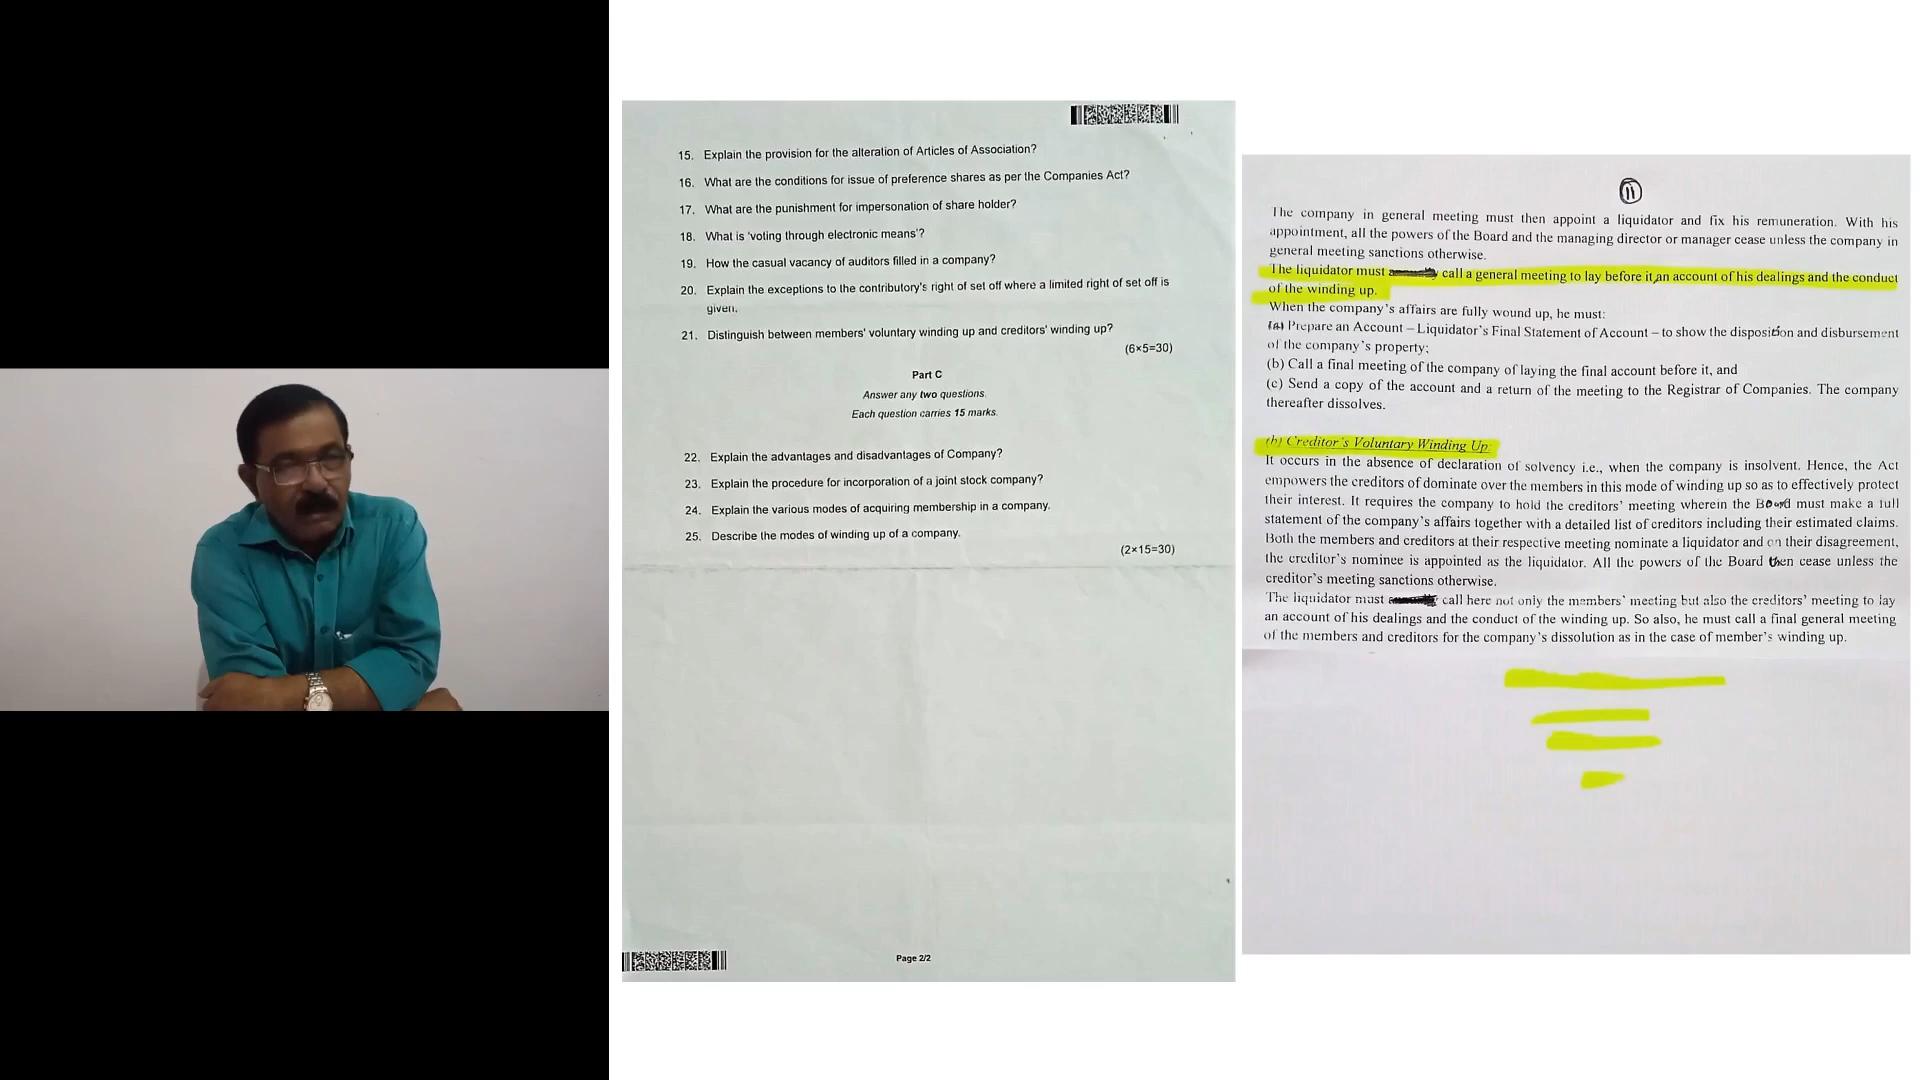 15. Explain the provision for the alteration of Articles of Association?
16. What are the conditions for issue of preference shares as per the Companies Act?
17. What are the punishment for impersonation of share holder?
18. What is 'voting through electronic means'?
19. How the casual vacancy of auditors filled in a company?
20. Explain the exceptions to the contributory's right of set off where a limited right of set off is
given.
21. Distinguish between members' voluntary winding up and creditors' winding up?
(6×5=30)
Part C
Answer any two questions.
Each question carries 15 marks.
22. Explain the advantages and disadvantages of Company?
23. Explain the procedure for incorporation of a joint stock company?
24. Explain the various modes of acquiring membership in a company.
25. Describe the modes of winding up of a company.
(2×15=30)
Page 2/2
11
The company in general meeting must then appoint a liquidator and fix his remuneration. With his
appointment, all the powers of the Board and the managing director or manager cease unless the company in
general meeting sanctions otherwise.
The liquidator must call a general meeting to lay before it an account of his dealings and the conduct
of the winding up.
When the company's affairs are fully wound up, he must:
(a) Prepare an Account – Liquidator's Final Statement of Account – to show the disposition and disbursement
of the company's property;
(b) Call a final meeting of the company of laying the final account before it, and
(c) Send a copy of the account and a return of the meeting to the Registrar of Companies. The company
thereafter dissolves.
(b) Creditor's Voluntary Winding Up:
It occurs in the absence of declaration of solvency i.e., when the company is insolvent. Hence, the Act
empowers the creditors of dominate over the members in this mode of winding up so as to effectively protect
their interest. It requires the company to hold the creditors' meeting wherein the Board must make a full
statement of the company's affairs together with a detailed list of creditors including their estimated claims.
Both the members and creditors at their respective meeting nominate a liquidator and on their disagreement,
the creditor's nominee is appointed as the liquidator. All the powers of the Board then cease unless the
creditor's meeting sanctions otherwise.
The liquidator must call here not only the members' meeting but also the creditors' meeting to lay
an account of his dealings and the conduct of the winding up. So also, he must call a final general meeting
of the members and creditors for the company's dissolution as in the case of member's winding up.